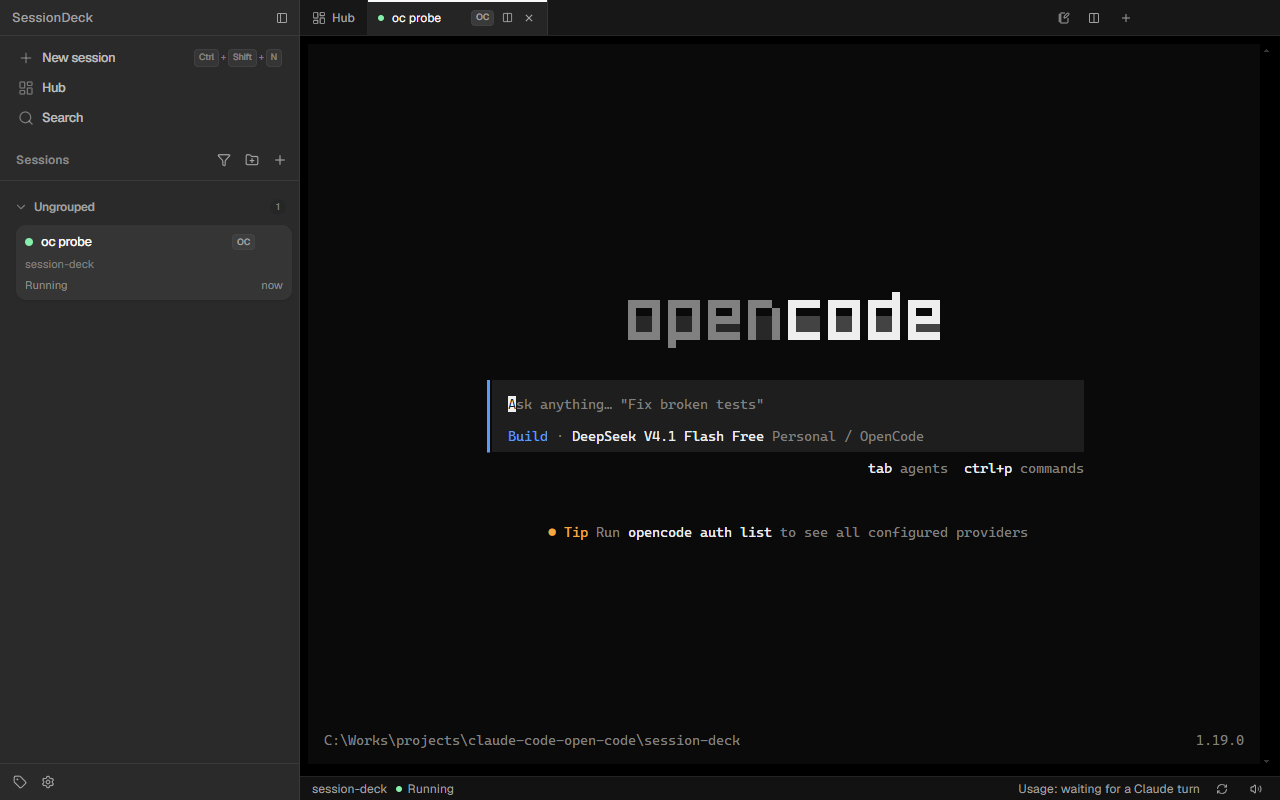 SessionDeck
Hub
oc probe OC
New session Ctrl + Shift + N
Hub
Search
Sessions
Ungrouped 1
oc probe OC
session-deck
Running now
opencode
Ask anything… "Fix broken tests"
Build · DeepSeek V4.1 Flash Free Personal / OpenCode
tab agents ctrl+p commands
● Tip Run opencode auth list to see all configured providers
C:\Works\projects\claude-code-open-code\session-deck 1.19.0
session-deck ● Running Usage: waiting for a Claude turn